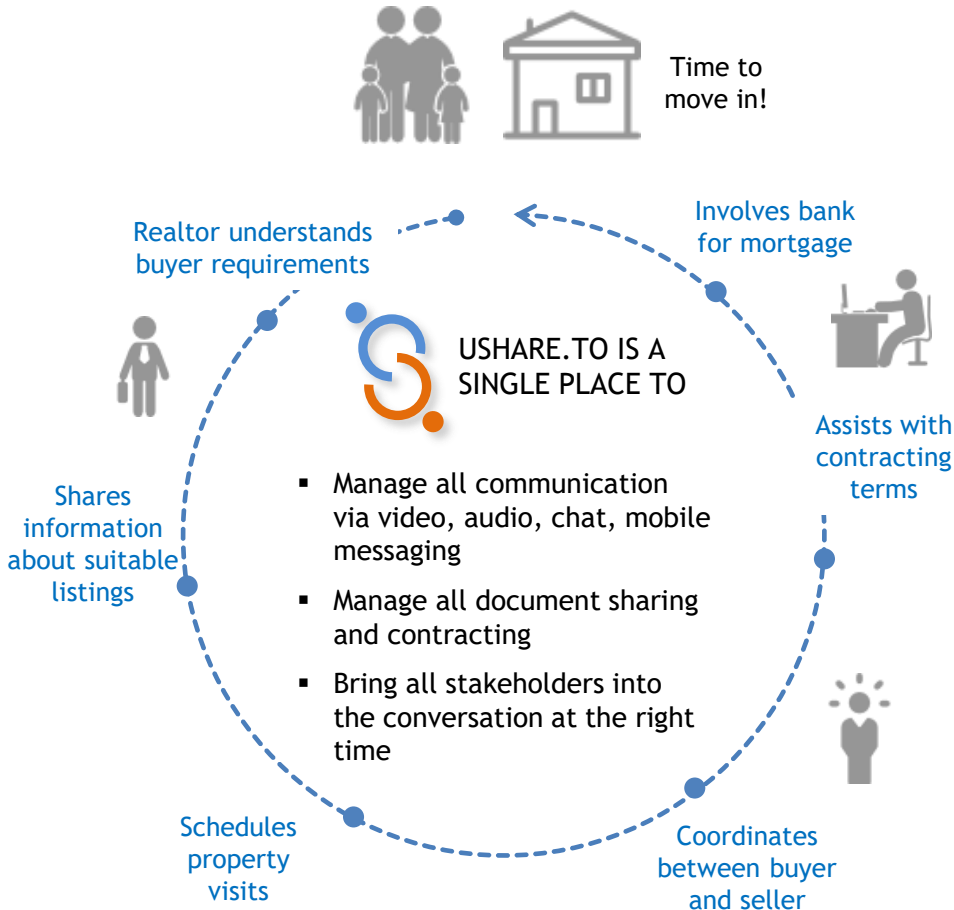 Time to
move in!
Realtor understands
buyer requirements
Involves bank
for mortgage
USHARE.TO IS A
SINGLE PLACE TO
Assists with
contracting
terms
▪ Manage all communication
via video, audio, chat, mobile
messaging
Shares
information
about suitable
listings
▪ Manage all document sharing
and contracting
▪ Bring all stakeholders into
the conversation at the right
time
Schedules
property
visits
Coordinates
between buyer
and seller